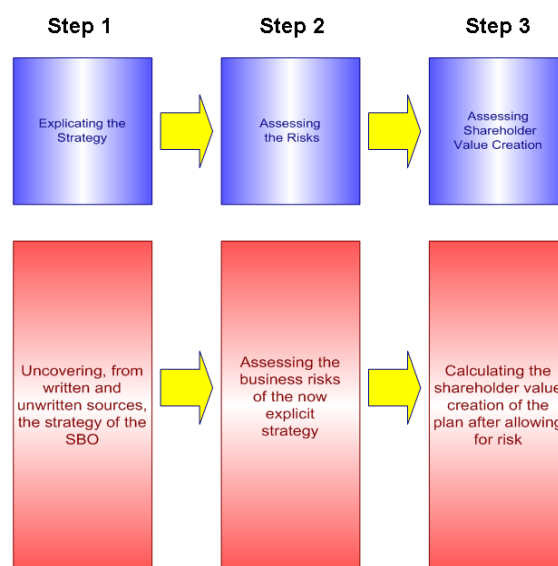 Step 1
Step 2
Step 3
Explicating the
Strategy
Assessing
the Risks
Assessing
Shareholder
Value Creation
Uncovering, from
written and
unwritten sources,
the strategy of the
SBO
Assessing the
business risks
of the now
explicit
strategy
Calculating the
shareholder value
creation of the
plan after allowing
for risk